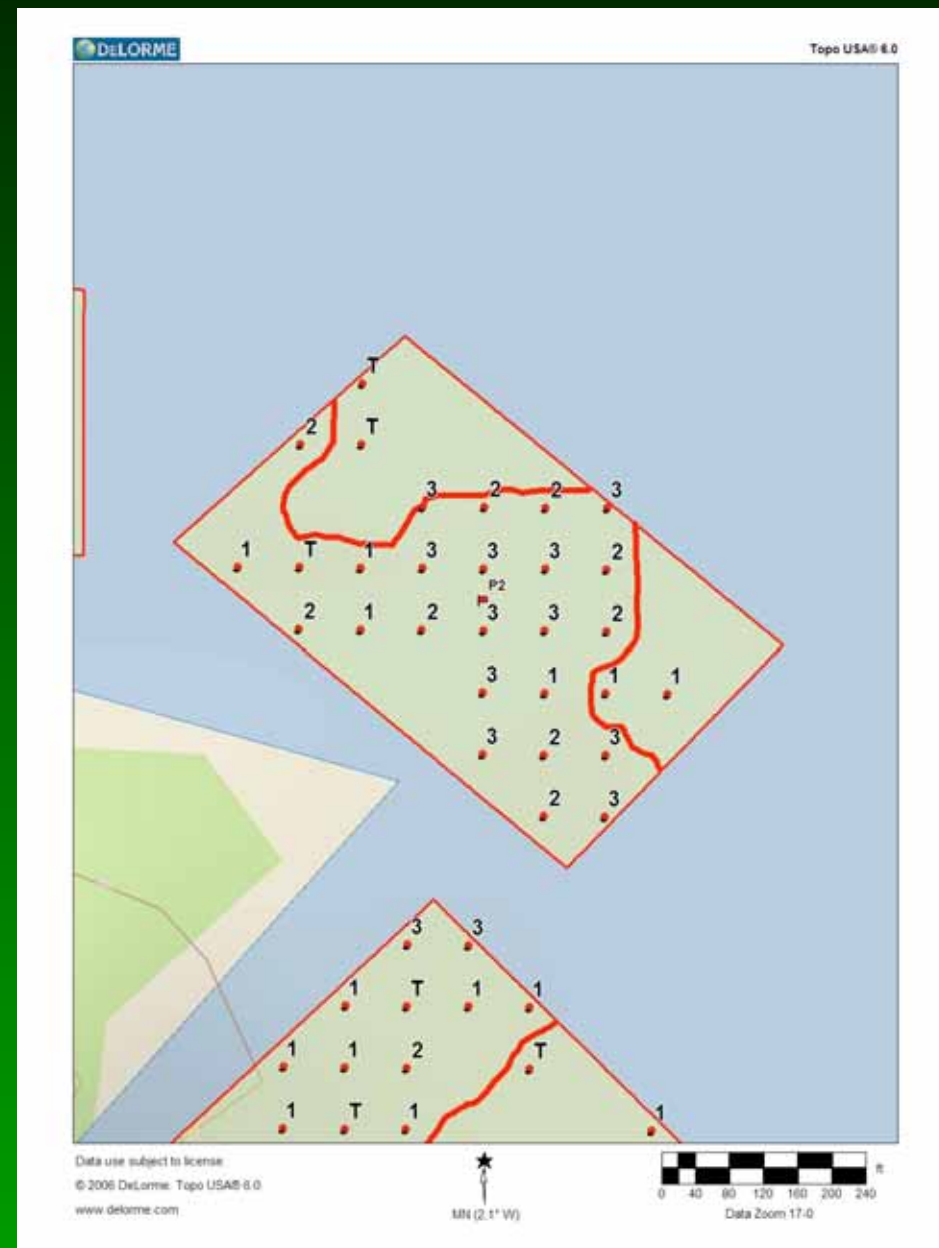 DELORME
Topo USA® 6.0
T
2 T
3 2 2 3
1 T 1 3 3 3 2
P2
2 1 2 3 3 2
3 1 1 1
3 2 3
2 3
3 3
1 T 1 1
1 1 2 T
1 T 1 1
Data use subject to license.
© 2006 DeLorme. Topo USA® 6.0.
www.delorme.com
MN (2.1° W)
ft
0 40 80 120 160 200 240
Data Zoom 17-0